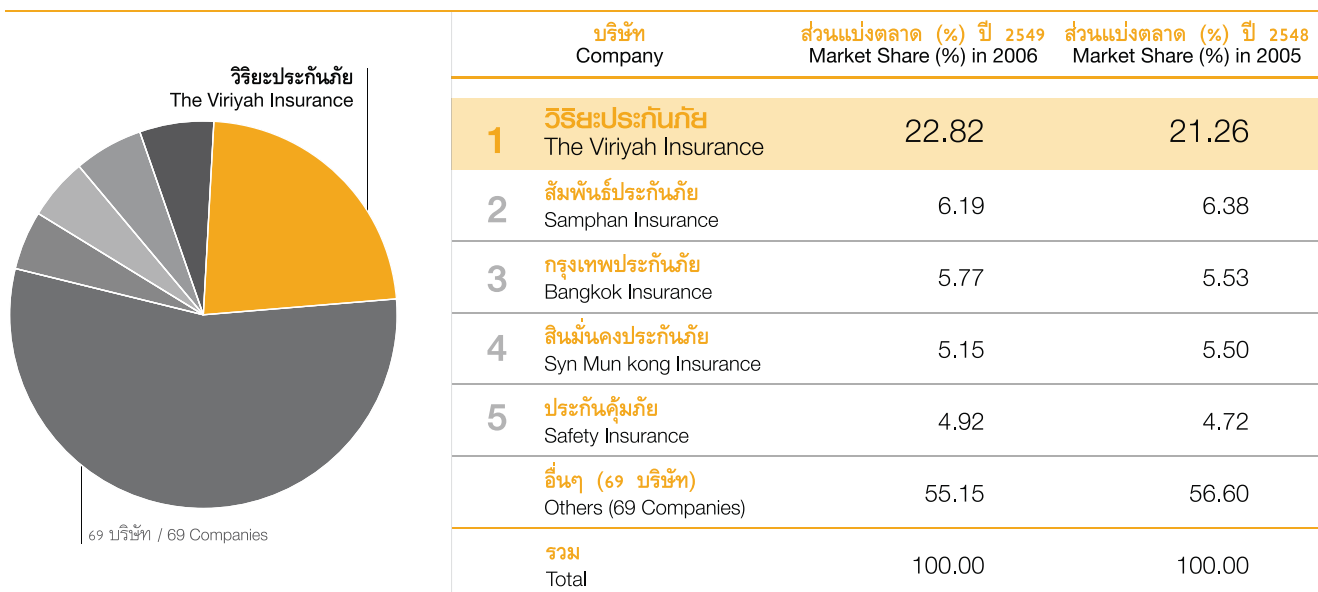 วิริยะประกันภัย
The Viriyah Insurance
69 บริษัท / 69 Companies
บริษัท ส่วนแบ่งตลาด (%) ปี 2549 ส่วนแบ่งตลาด (%) ปี 2548
Company Market Share (%) in 2006 Market Share (%) in 2005
1 วิริยะประกันภัย 22.82 21.26
The Viriyah Insurance
2 สัมพันธ์ประกันภัย 6.19 6.38
Samphan Insurance
3 กรุงเทพประกันภัย 5.77 5.53
Bangkok Insurance
4 สินมั่นคงประกันภัย 5.15 5.50
Syn Mun kong Insurance
5 ประกันคุ้มภัย 4.92 4.72
Safety Insurance
อื่นๆ (69 บริษัท) 55.15 56.60
Others (69 Companies)
รวม 100.00 100.00
Total